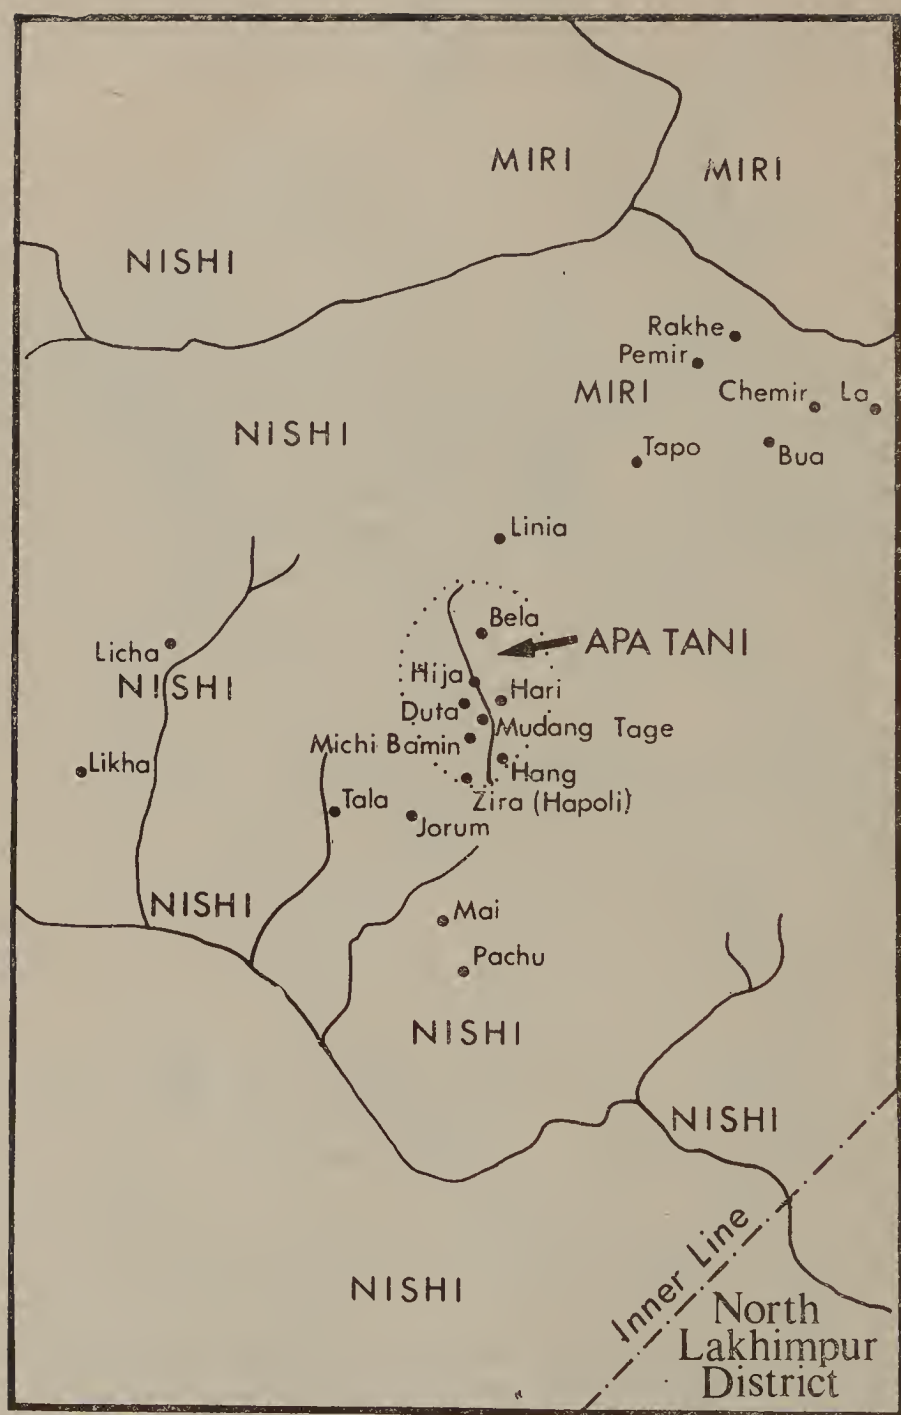 MIRI
MIRI
NISHI
Rakhe
Pemir
MIRI
Chemir
La
NISHI
Tapo
Bua
Linia
Bela
APA TANI
Licha
NISHI
Hija
Hari
Duta
Mudang Tage
Michi Bamin
Likha
Hang
Zira (Hapoli)
Tala
Jorum
NISHI
Mai
Pachu
NISHI
NISHI
Inner Line
NISHI
North
Lakhimpur
District